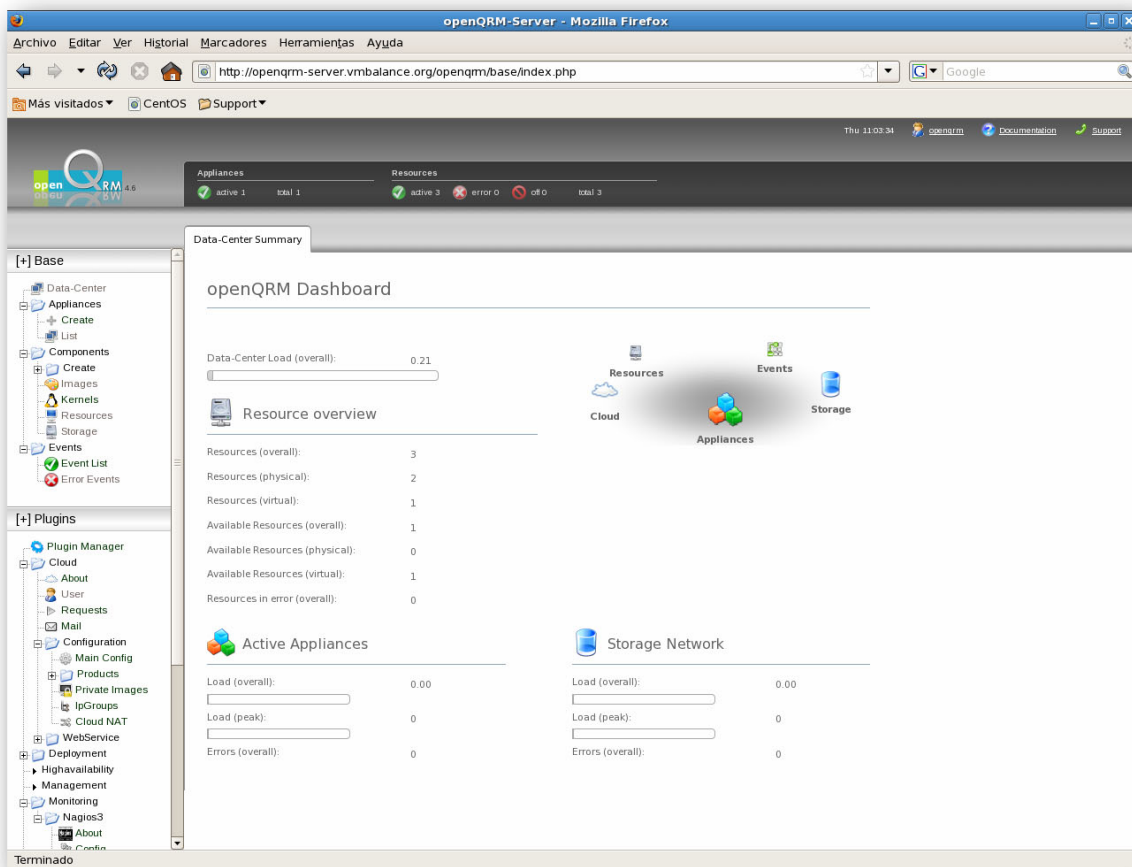 openQRM-Server - Mozilla Firefox
Archivo Editar Ver Historial Marcadores Herramientas Ayuda
http://openqrm-server.vmbalance.org/openqrm/base/index.php
G Google
Más visitados CentOS Support
Thu 11:03:34 openqrm Documentation Support
open QRM 4.6
Appliances Resources
active 1 total 1 active 3 error 0 off 0 total 3
Data-Center Summary
[+] Base
Data-Center
Appliances
Create
List
Components
Create
Images
Kernels
Resources
Storage
Events
Event List
Error Events
[+] Plugins
Plugin Manager
Cloud
About
User
Requests
Mail
Configuration
Main Config
Products
Private Images
IpGroups
Cloud NAT
WebService
Deployment
Highavailability
Management
Monitoring
Nagios3
About
Config
openQRM Dashboard
Data-Center Load (overall): 0.21
Resources
Events
Cloud
Storage
Appliances
Resource overview
Resources (overall): 3
Resources (physical): 2
Resources (virtual): 1
Available Resources (overall): 1
Available Resources (physical): 0
Available Resources (virtual): 1
Resources in error (overall): 0
Active Appliances
Load (overall): 0.00
Load (peak): 0
Errors (overall): 0
Storage Network
Load (overall): 0.00
Load (peak): 0
Errors (overall): 0
Terminado